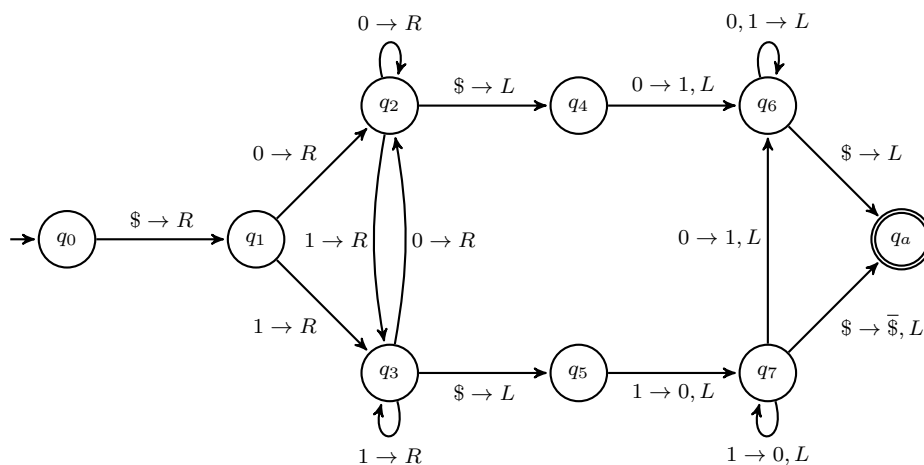 0 → R
0, 1 → L
q₂
$ → L
q₄
0 → 1, L
q₆
0 → R
$ → L
q₀
$ → R
q₁
1 → R
0 → R
0 → 1, L
qₐ
1 → R
$ → $̅, L
q₃
$ → L
q₅
1 → 0, L
q₇
1 → R
1 → 0, L